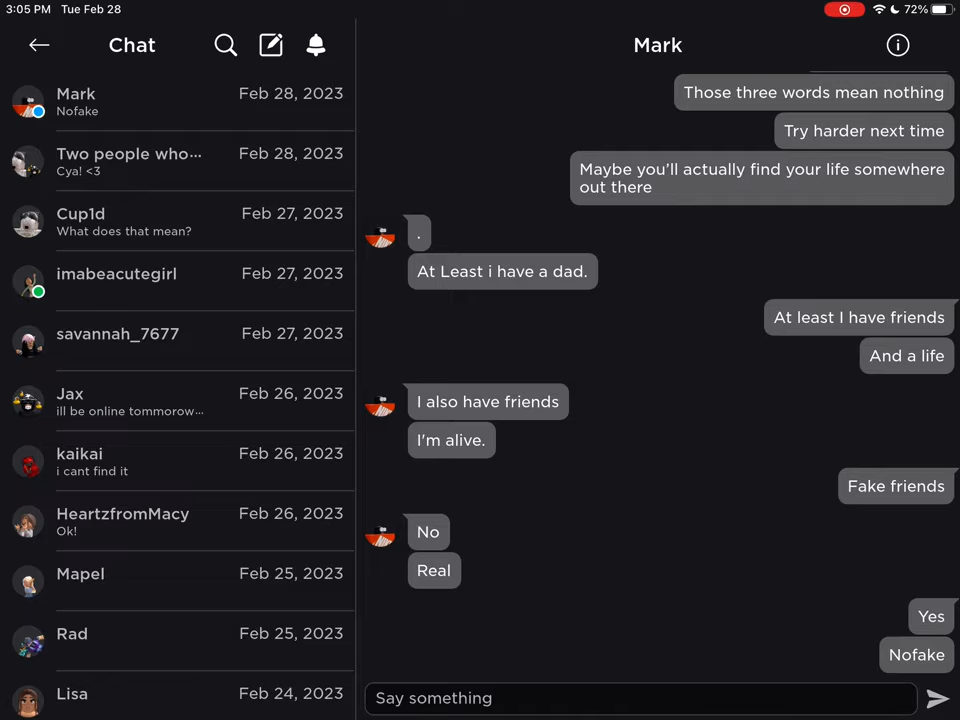 3:05 PM Tue Feb 28
72%
Chat
Mark
Feb 28, 2023
Nofake
Two people who...
Feb 28, 2023
Cya! <3
Cup1d
Feb 27, 2023
What does that mean?
imabeacutegirl
Feb 27, 2023
savannah_7677
Feb 27, 2023
Jax
Feb 26, 2023
ill be online tommorow...
kaikai
Feb 26, 2023
i cant find it
HeartzfromMacy
Feb 26, 2023
Ok!
Mapel
Feb 25, 2023
Rad
Feb 25, 2023
Lisa
Feb 24, 2023
Mark
Those three words mean nothing
Try harder next time
Maybe you’ll actually find your life somewhere
out there
.
At Least i have a dad.
At least I have friends
And a life
I also have friends
I'm alive.
Fake friends
No
Real
Yes
Nofake
Say something